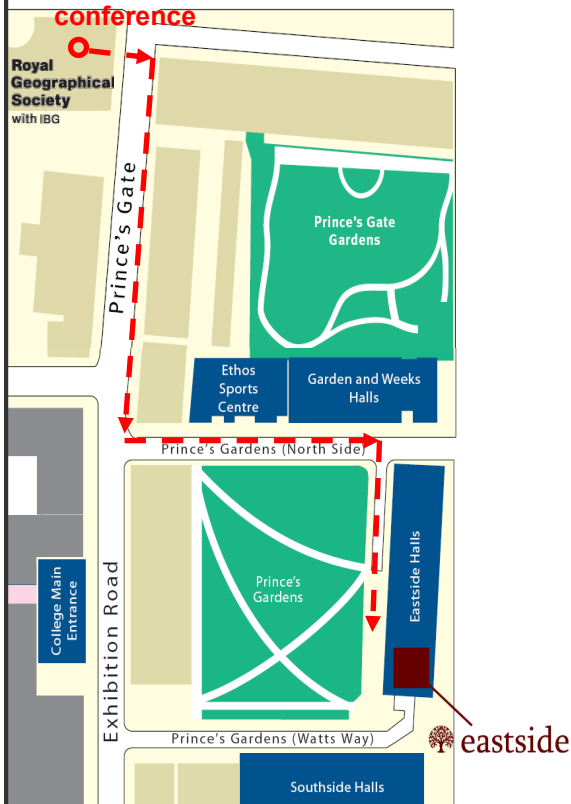 conference
Royal
Geographical
Society
with IBG
Prince's Gate
Prince's Gate
Gardens
Ethos
Sports
Centre
Garden and Weeks
Halls
Prince's Gardens (North Side)
Prince's
Gardens
Eastside Halls
College Main
Entrance
Exhibition Road
eastside
Prince's Gardens (Watts Way)
Southside Halls